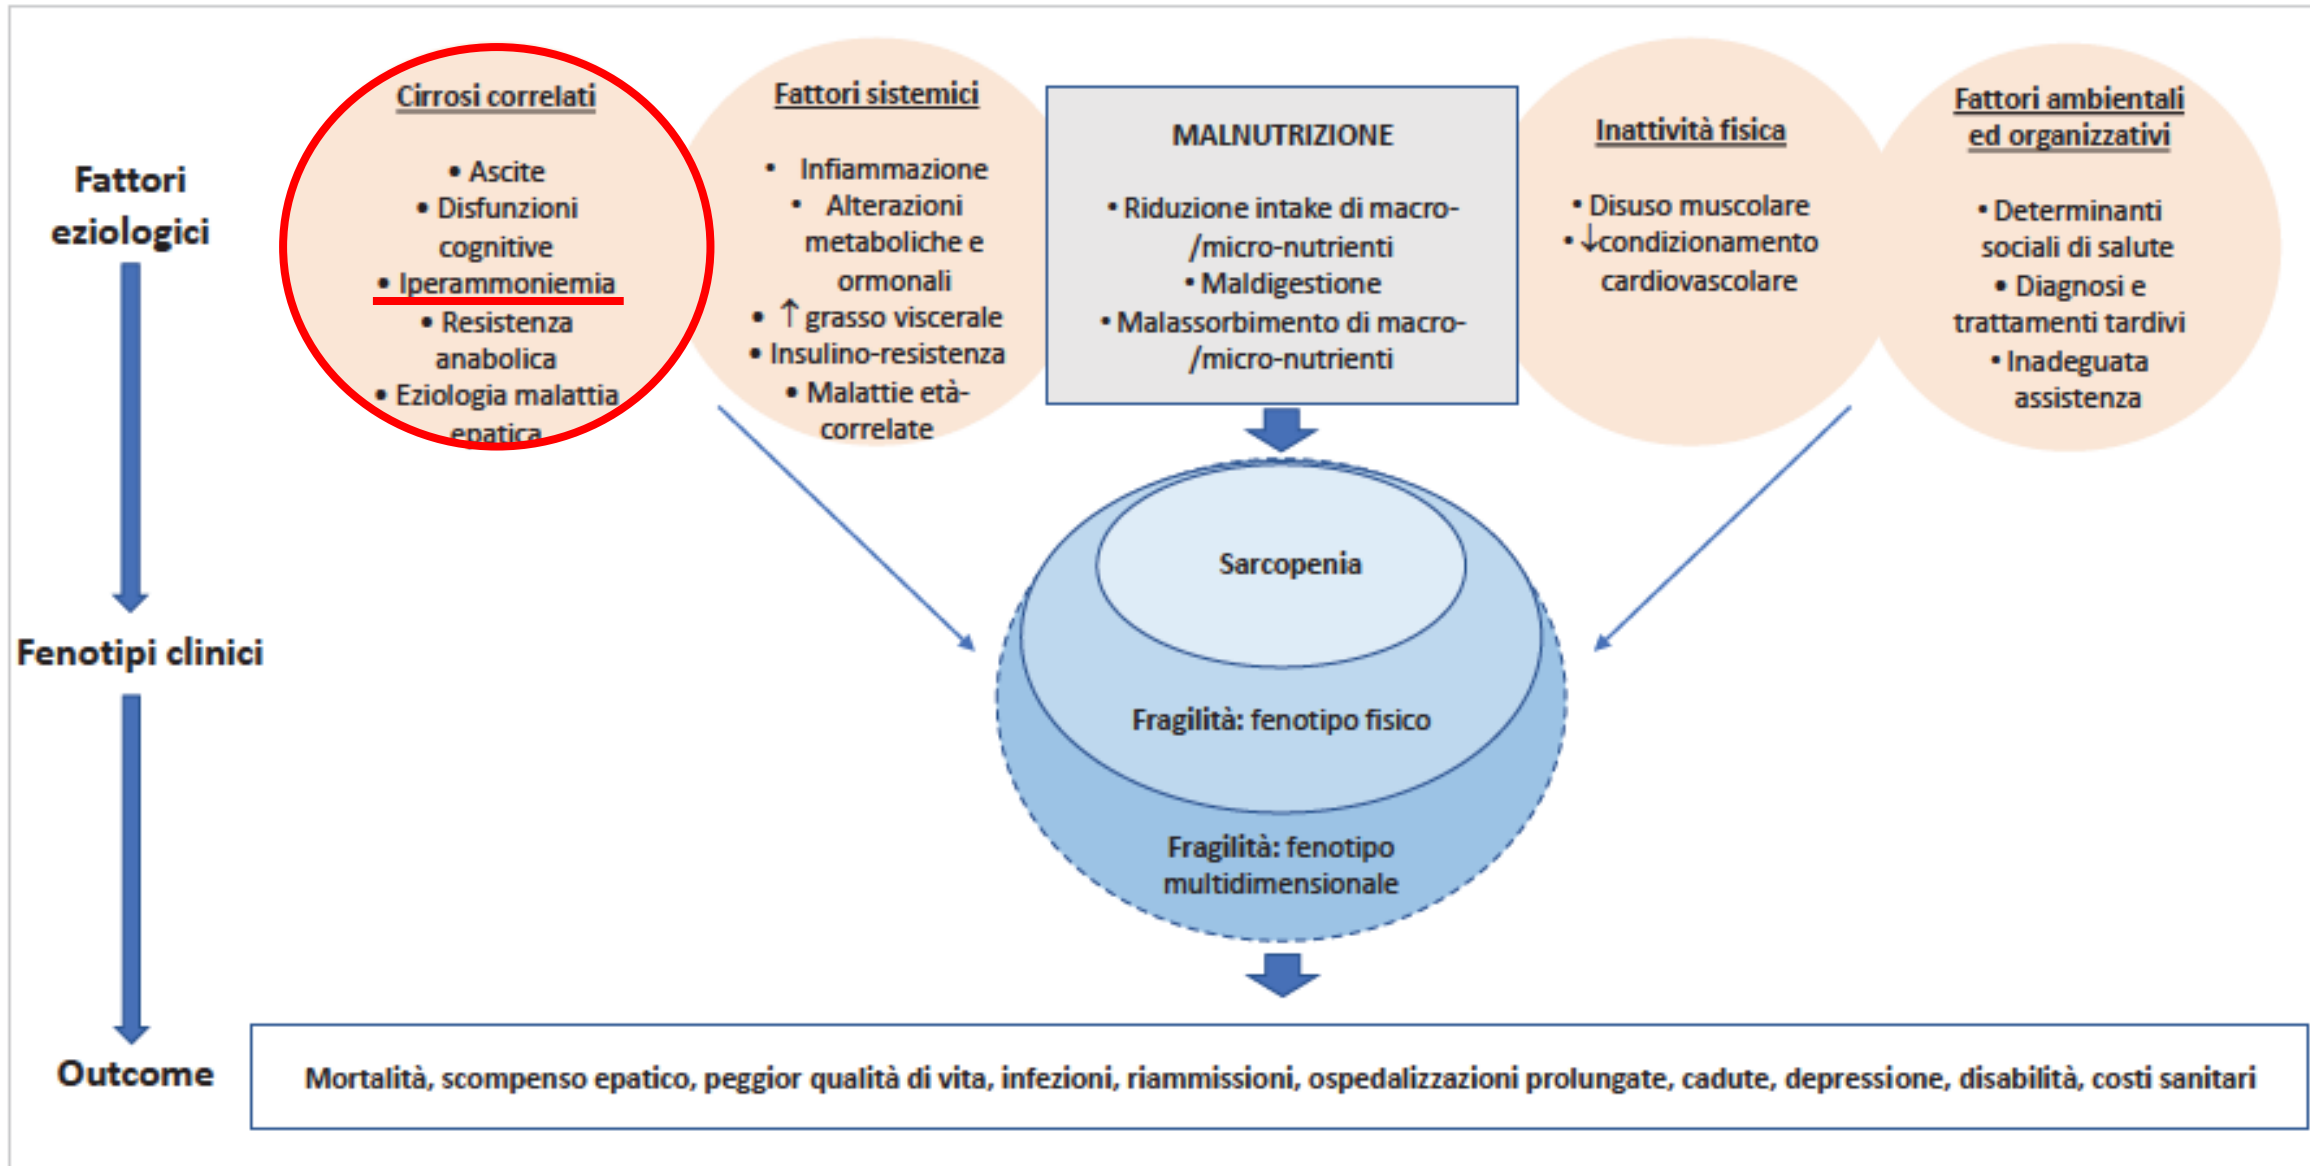 Fattori
eziologici
Fenotipi clinici
Outcome
Cirrosi correlati
• Ascite
• Disfunzioni
cognitive
• Iperammoniemia
• Resistenza
anabolica
• Eziologia malattia
epatica
Fattori sistemici
• Infiammazione
• Alterazioni
metaboliche e
ormonali
• ↑ grasso viscerale
• Insulino-resistenza
• Malattie età-
correlate
MALNUTRIZIONE
• Riduzione intake di macro-
/micro-nutrienti
• Maldigestione
• Malassorbimento di macro-
/micro-nutrienti
Inattività fisica
• Disuso muscolare
• ↓condizionamento
cardiovascolare
Fattori ambientali
ed organizzativi
• Determinanti
sociali di salute
• Diagnosi e
trattamenti tardivi
• Inadeguata
assistenza
Sarcopenia
Fragilità: fenotipo fisico
Fragilità: fenotipo
multidimensionale
Mortalità, scompenso epatico, peggior qualità di vita, infezioni, riammissioni, ospedalizzazioni prolungate, cadute, depressione, disabilità, costi sanitari